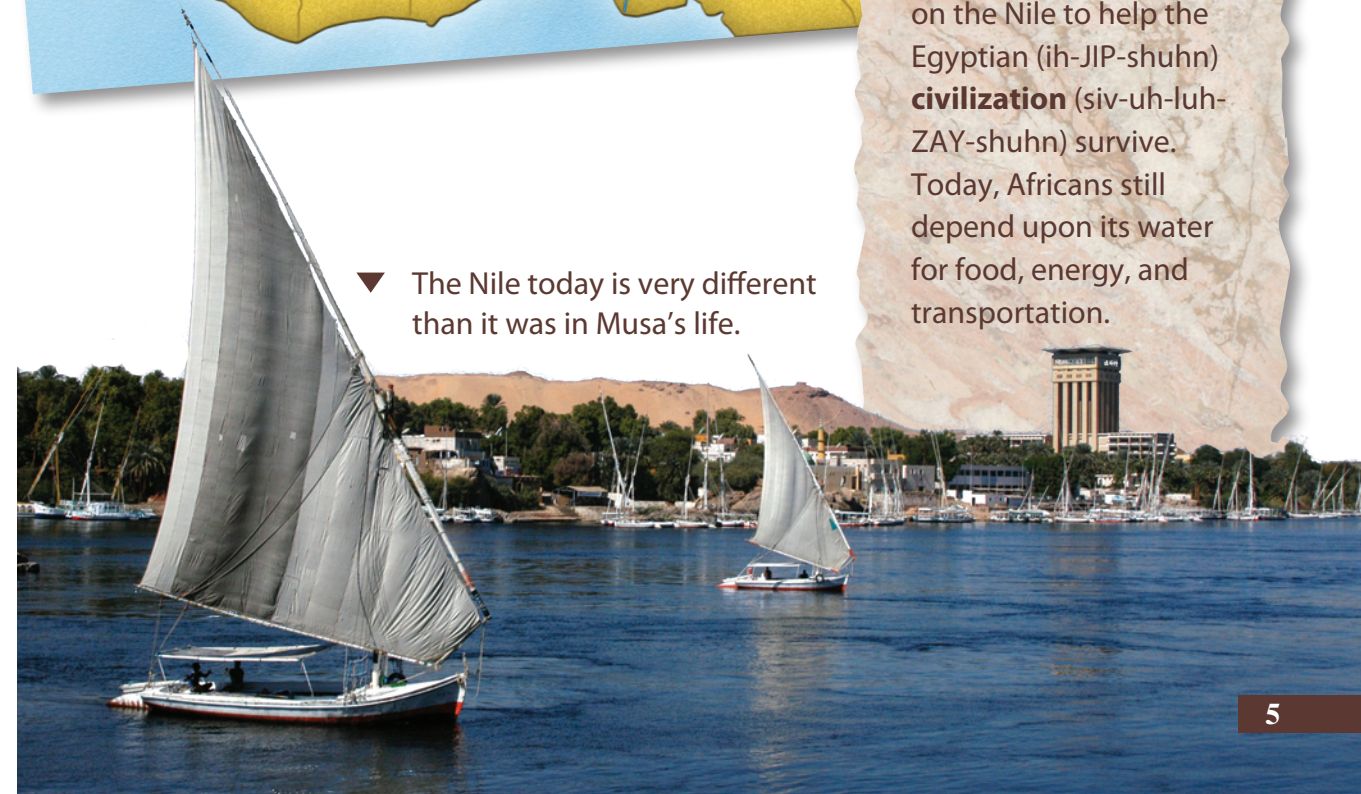 on the Nile to help the
Egyptian (ih-JIP-shuhn)
civilization (siv-uh-luh-
ZAY-shuhn) survive.
Today, Africans still
depend upon its water
for food, energy, and
transportation.
▼ The Nile today is very different
than it was in Musa’s life.
5